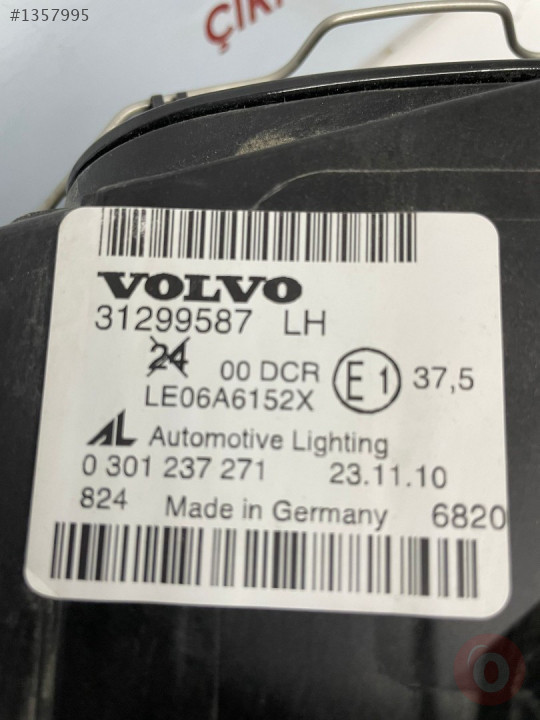 #1357995
ÇIK
VOLVO
31299587 LH
24 00 DCR E1 37,5
LE06A6152X
AL Automotive Lighting
0 301 237 271 23.11.10
824 Made in Germany 6820